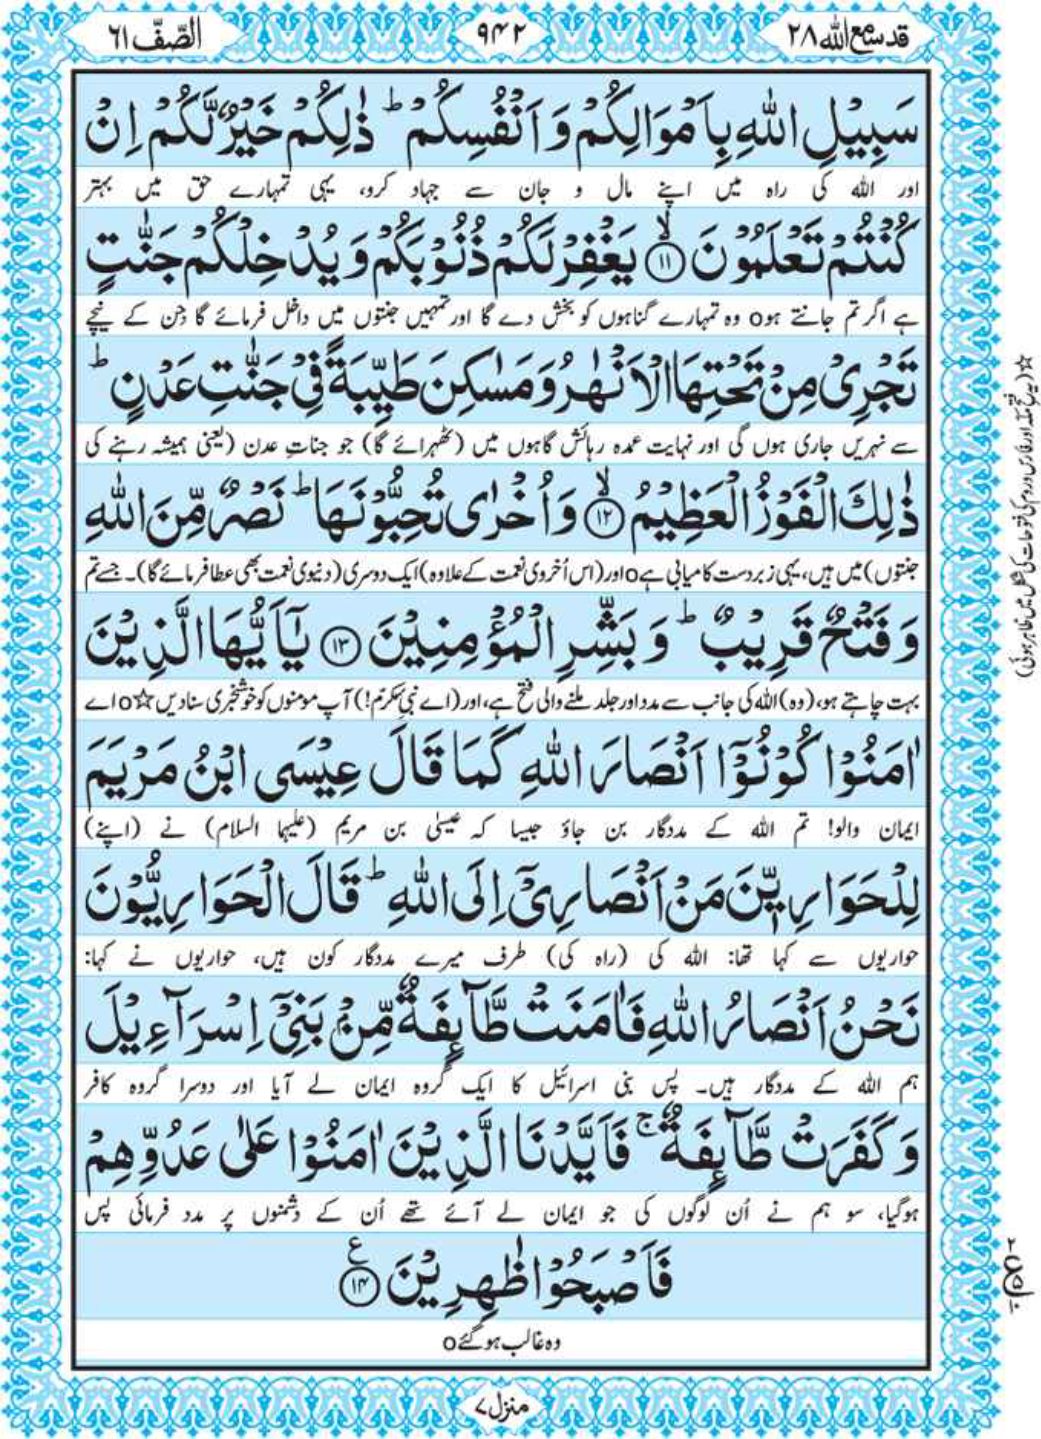 قد سمع الله ٢٨
٩۴٢
الصّفّ ٦١
سَبِيْلِ اللّٰهِ بِاَمْوَالِكُمْ وَ اَنْفُسِكُمْ ؕ ذٰلِكُمْ خَيْرٌ لَّكُمْ اِنْ
اور اللہ کی راہ میں اپنے مال و جان سے جہاد کرو، یہی تمہارے حق میں بہتر
كُنْتُمْ تَعْلَمُوْنَ ۙ﴿١١﴾ يَغْفِرْ لَكُمْ ذُنُوْبَكُمْ وَ يُدْخِلْكُمْ جَنّٰتٍ
ہے اگر تم جانتے ہوo وہ تمہارے گناہوں کو بخش دے گا اور تمہیں جنتوں میں داخل فرمائے گا جِن کے نیچے
تَجْرِيْ مِنْ تَحْتِهَا الْاَنْهٰرُ وَ مَسٰكِنَ طَيِّبَةً فِيْ جَنّٰتِ عَدْنٍ ؕ
سے نہریں جاری ہوں گی اور نہایت عمدہ رہائش گاہوں میں (ٹھہرائے گا) جو جناتِ عدن (یعنی ہمیشہ رہنے کی
ذٰلِكَ الْفَوْزُ الْعَظِيْمُ ۙ﴿١٢﴾ وَ اُخْرٰى تُحِبُّوْنَهَا ؕ نَصْرٌ مِّنَ اللّٰهِ
جنتوں) میں ہیں، یہی زبردست کامیابی ہےo اور (اس اُخروی نعمت کے علاوہ) ایک دوسری (دنیوی نعمت بھی عطا فرمائے گا)۔ جسے تم
وَ فَتْحٌ قَرِيْبٌ ؕ وَ بَشِّرِ الْمُؤْمِنِيْنَ ﴿١٣﴾ يٰۤاَيُّهَا الَّذِيْنَ
بہت چاہتے ہو، (وہ) اللہ کی جانب سے مدد اور جلد ملنے والی فتح ہے، اور (اے نبیِ مکرّم!) آپ مومنوں کو خوشخبری سنا دیں☆o اے
اٰمَنُوْا كُوْنُوْۤا اَنْصَارَ اللّٰهِ كَمَا قَالَ عِيْسَى ابْنُ مَرْيَمَ
ایمان والو! تم اللہ کے مددگار بن جاؤ جیسا کہ عیسیٰ بن مریم (علیہا السلام) نے (اپنے)
لِلْحَوَارِيّٖنَ مَنْ اَنْصَارِيْۤ اِلَى اللّٰهِ ؕ قَالَ الْحَوَارِيُّوْنَ
حواریوں سے کہا تھا: اللہ کی (راہ کی) طرف میرے مددگار کون ہیں، حواریوں نے کہا:
نَحْنُ اَنْصَارُ اللّٰهِ فَاٰمَنَتْ طَّآىِٕفَةٌ مِّنْۢ بَنِيْۤ اِسْرَآءِيْلَ
ہم اللہ کے مددگار ہیں۔ پس بنی اسرائیل کا ایک گروہ ایمان لے آیا اور دوسرا گروہ کافر
وَ كَفَرَتْ طَّآىِٕفَةٌ ۚ فَاَيَّدْنَا الَّذِيْنَ اٰمَنُوْا عَلٰى عَدُوِّهِمْ
ہوگیا، سو ہم نے اُن لوگوں کی جو ایمان لے آئے تھے اُن کے دشمنوں پر مدد فرمائی پس
فَاَصْبَحُوْا ظٰهِرِيْنَ ﴿١٤﴾ ع
وہ غالب ہوگئےo
منزل ٧
☆ (یہ فتحِ مکہ اور فارس و روم کی فتوحات کی شکل میں ظاہر ہوئی)